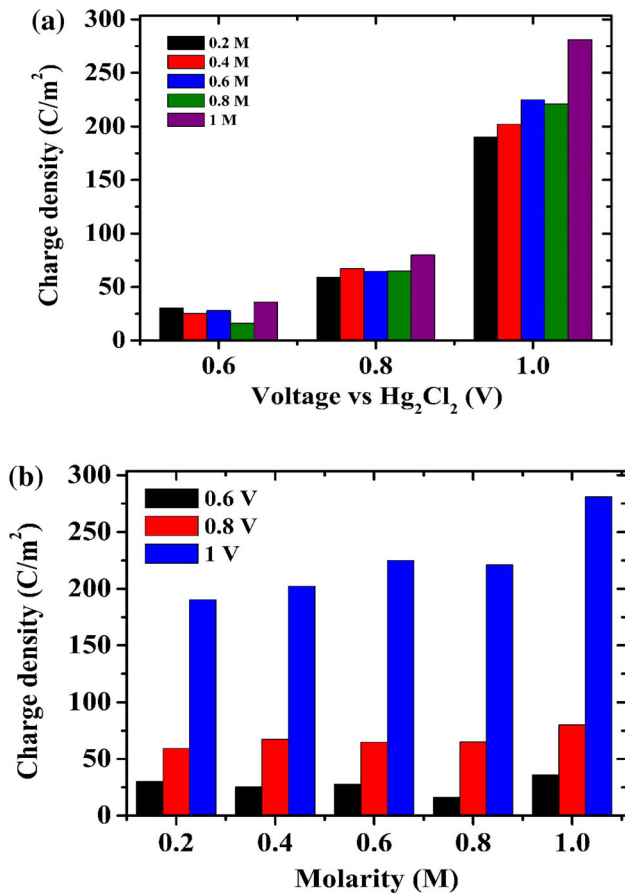 (a)
300
250
200
150
100
50
0
Charge density (C/m²)
0.2 M
0.4 M
0.6 M
0.8 M
1 M
0.6 0.8 1.0
Voltage vs Hg₂Cl₂ (V)
(b)
300
250
200
150
100
50
0
Charge density (C/m²)
0.6 V
0.8 V
1 V
0.2 0.4 0.6 0.8 1.0
Molarity (M)